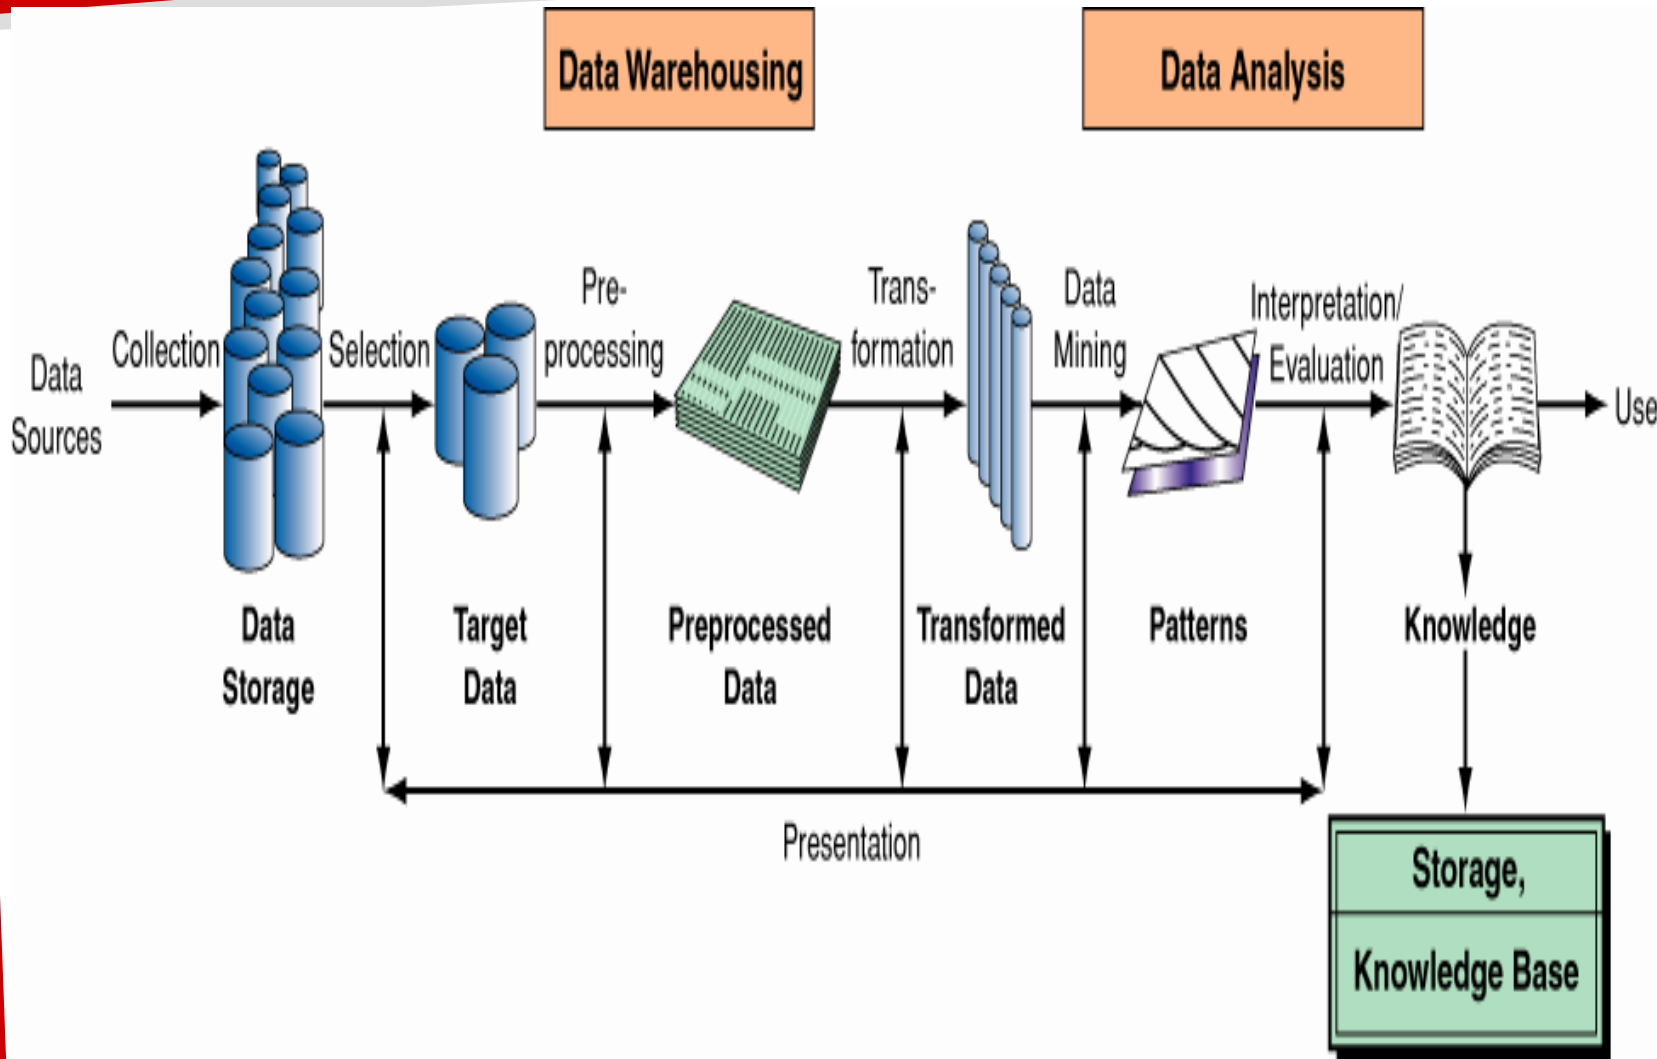 Data Warehousing
Data Analysis
Data
Sources
Collection
Selection
Pre-
processing
Trans-
formation
Data
Mining
Interpretation/
Evaluation
Use
Data
Storage
Target
Data
Preprocessed
Data
Transformed
Data
Patterns
Knowledge
Presentation
Storage,
Knowledge Base